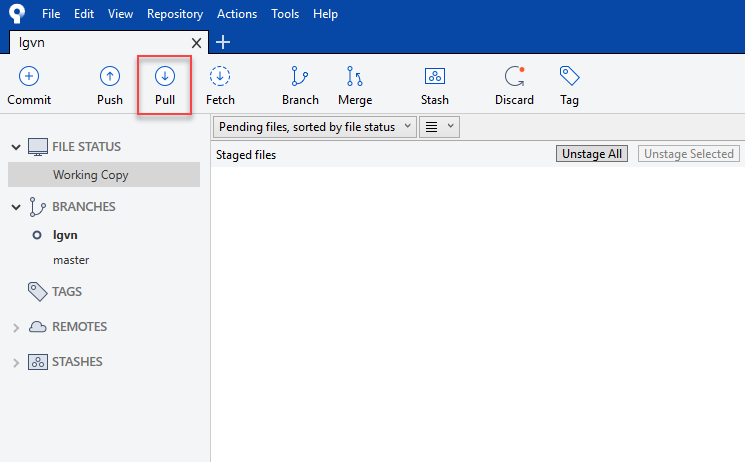 File Edit View Repository Actions Tools Help
lgvn
Commit Push Pull Fetch Branch Merge Stash Discard Tag
Pending files, sorted by file status
FILE STATUS
Staged files Unstage All Unstage Selected
Working Copy
BRANCHES
lgvn
master
TAGS
REMOTES
STASHES